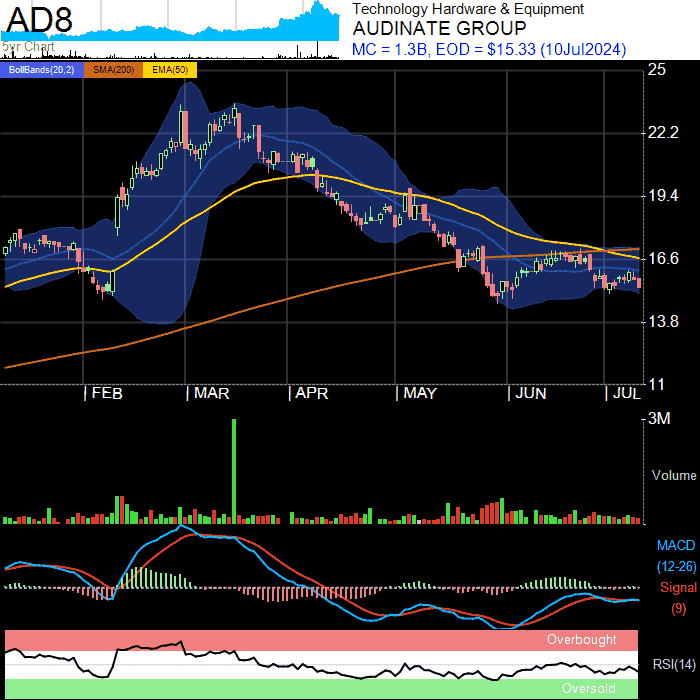 AD8
5yr Chart
Technology Hardware & Equipment
AUDINATE GROUP
MC = 1.3B, EOD = $15.33 (10Jul2024)
BollBands(20,2) SMA(200) EMA(50)
25
22.2
19.4
16.6
13.8
11
FEB MAR APR MAY JUN JUL
3M
Volume
MACD
(12-26)
Signal
(9)
Overbought
RSI(14)
Oversold